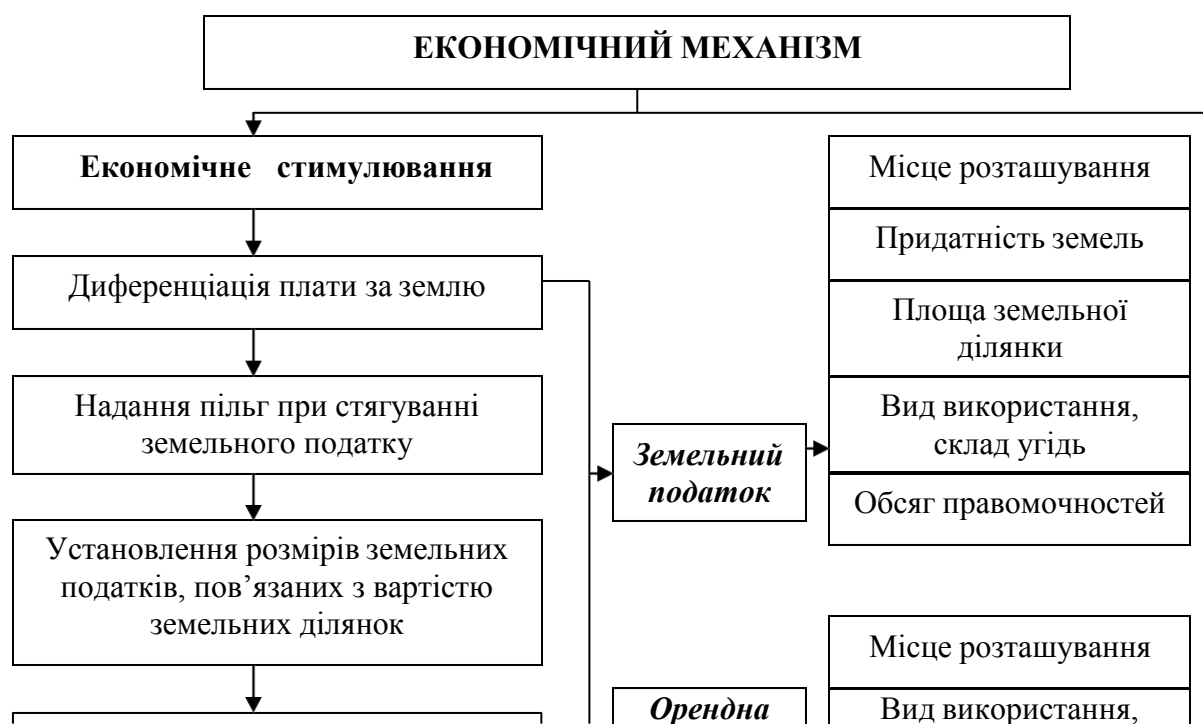 ЕКОНОМІЧНИЙ МЕХАНІЗМ
Економічне стимулювання
Диференціація плати за землю
Надання пільг при стягуванні
земельного податку
Установлення розмірів земельних
податків, пов’язаних з вартістю
земельних ділянок
Земельний
податок
Орендна
Місце розташування
Придатність земель
Площа земельної
ділянки
Вид використання,
склад угідь
Обсяг правомочностей
Місце розташування
Вид використання,